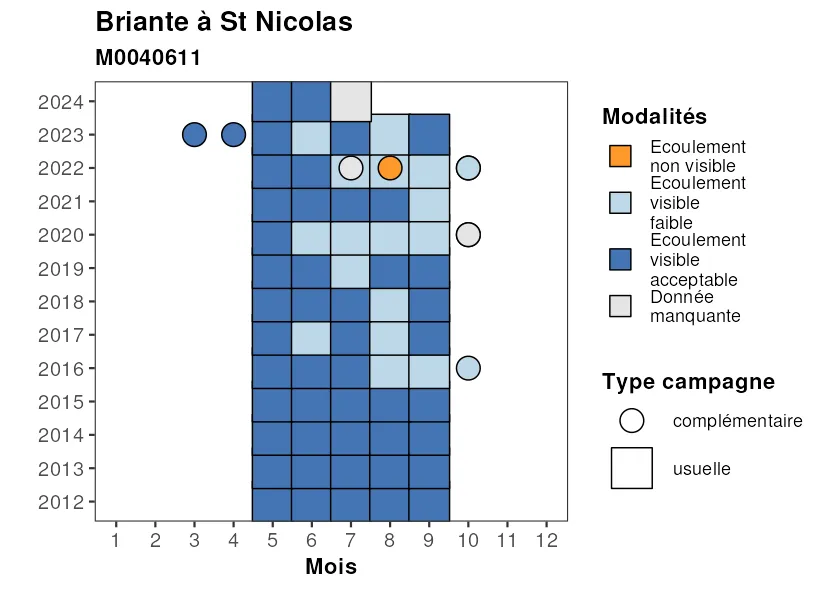 Briante à St Nicolas
M0040611
2024
2023
2022
2021
2020
2019
2018
2017
2016
2015
2014
2013
2012
1 2 3 4 5 6 7 8 9 10 11 12
Mois
Modalités
Ecoulement
non visible
Ecoulement
visible
faible
Ecoulement
visible
acceptable
Donnée
manquante
Type campagne
complémentaire
usuelle